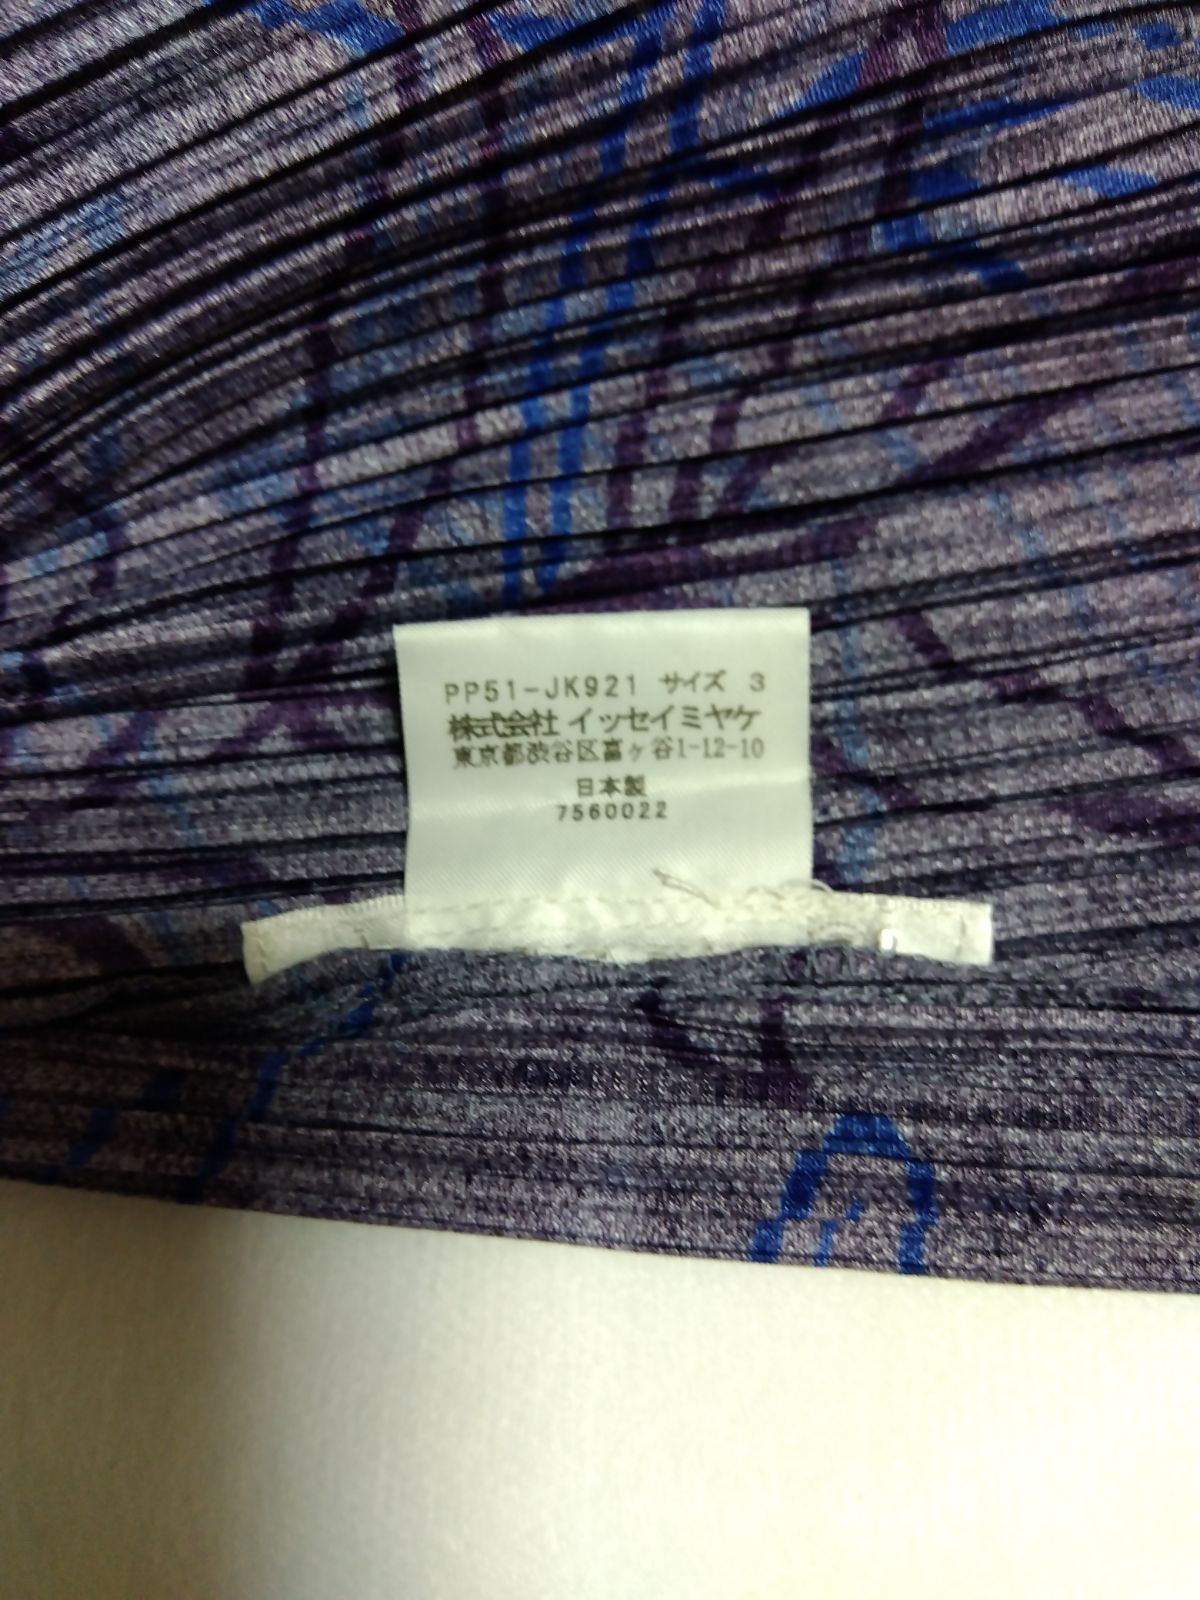 PP51-JK921 サイズ 3
株式会社 イッセイミヤケ
東京都渋谷区富ヶ谷1-12-10
日本製
7560022